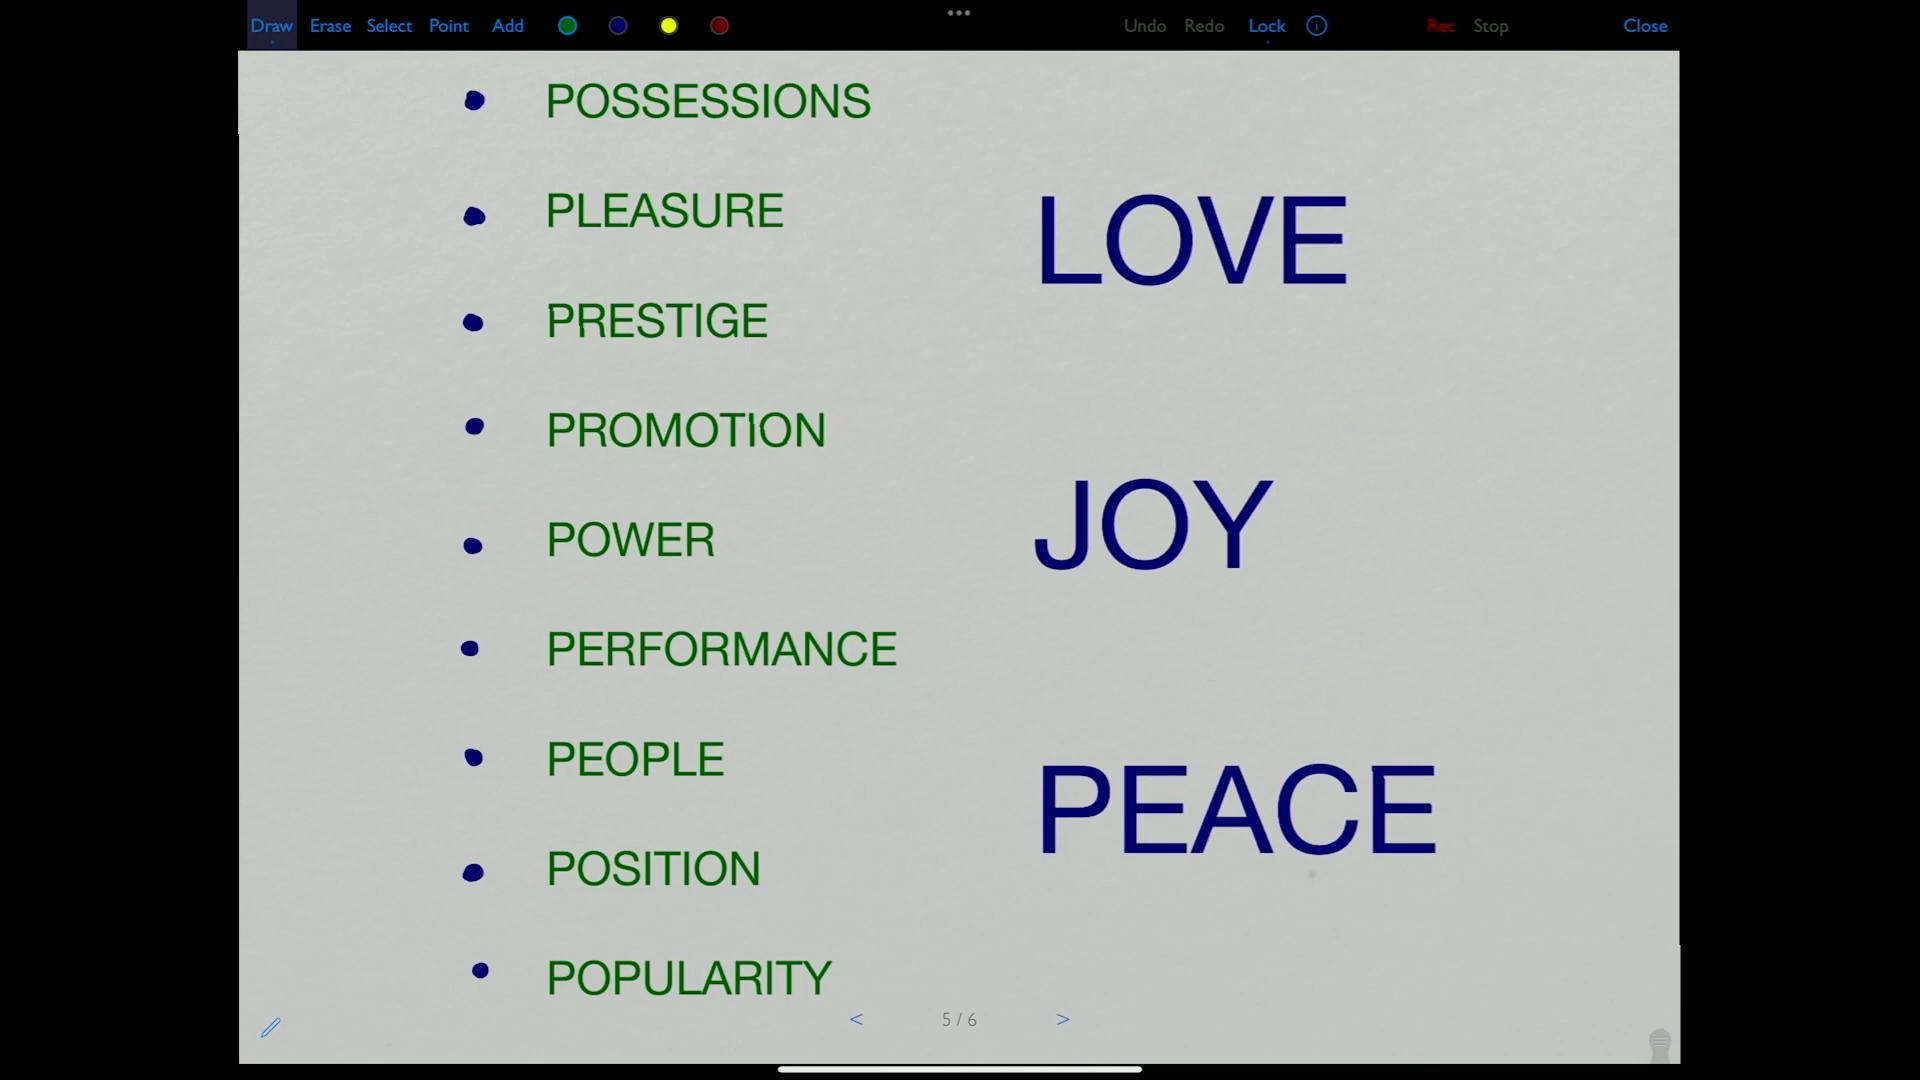 Draw Erase Select Point Add Undo Redo Lock Rec Stop Close
• POSSESSIONS
• PLEASURE
• PRESTIGE
• PROMOTION
• POWER
• PERFORMANCE
• PEOPLE
• POSITION
• POPULARITY
LOVE
JOY
PEACE
< 5 / 6 >